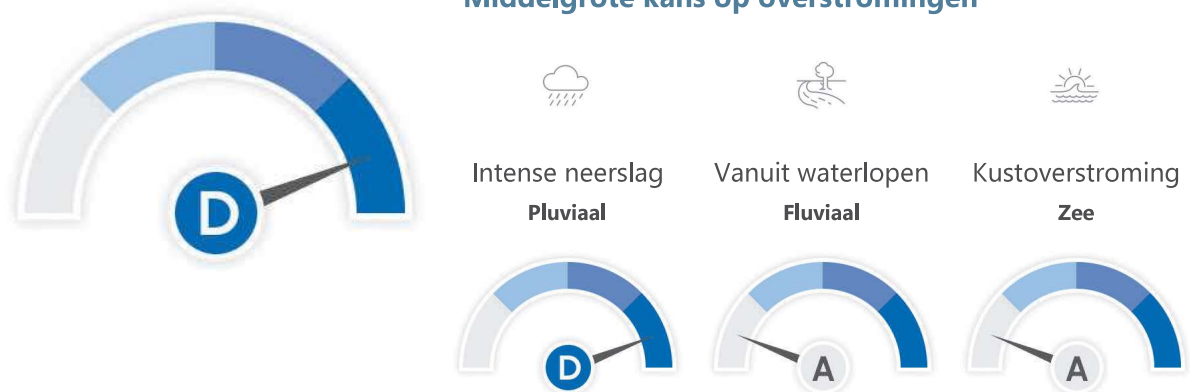 Middelgrote kans op overstromingen
D
Intense neerslag
Vanuit waterlopen
Kustoverstroming
Pluviaal
Fluviaal
Zee
D
A
A